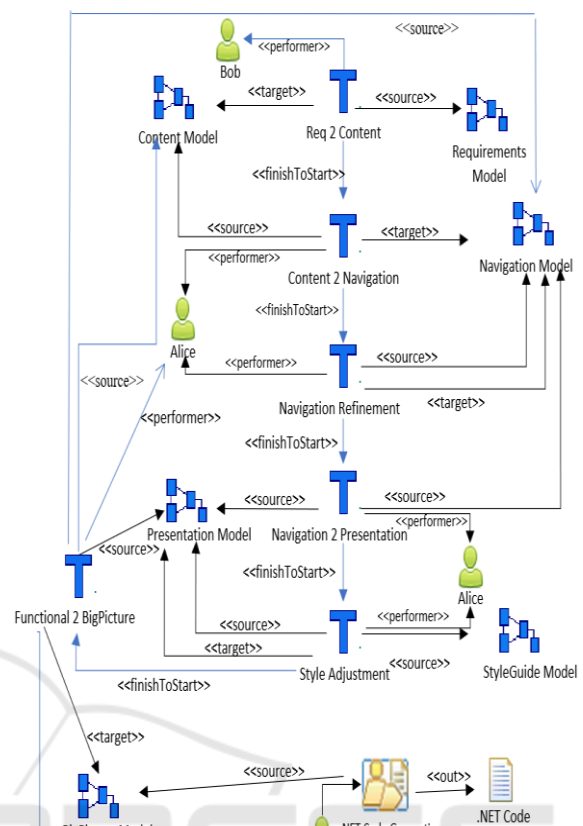 <<source>>
<<performer>>
Bob
<<target>>
<<source>>
Content Model
Req 2 Content
Requirements
Model
<<finishToStart>>
<<source>>
<<target>>
<<performer>>
Content 2 Navigation
Navigation Model
<<finishToStart>>
Alice
<<performer>>
<<source>>
<<source>>
<<target>>
Navigation Refinement
<<performer>>
<<finishToStart>>
<<source>>
<<source>>
<<performer>>
Presentation Model
Navigation 2 Presentation
<<source>>
<<finishToStart>>
Alice
Functional 2 BigPicture
<<source>>
<<performer>>
<<target>>
<<source>>
Style Adjustment
StyleGuide Model
<<finishToStart>>
<<target>>
<<source>>
<<out>>
.NET Code